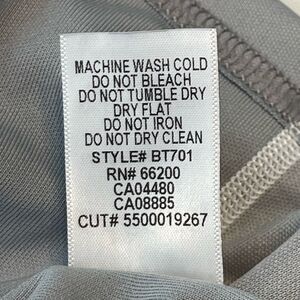 MACHINE WASH COLD
DO NOT BLEACH
DO NOT TUMBLE DRY
DRY FLAT
DO NOT IRON
DO NOT DRY CLEAN
STYLE# BT701
RN# 66200
CA04480
CA08885
CUT# 5500019267